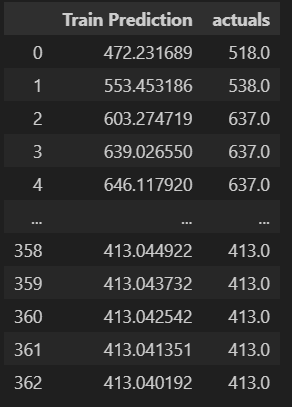 Train Prediction actuals
0 472.231689 518.0
1 553.453186 538.0
2 603.274719 637.0
3 639.026550 637.0
4 646.117920 637.0
... ... ...
358 413.044922 413.0
359 413.043732 413.0
360 413.042542 413.0
361 413.041351 413.0
362 413.040192 413.0